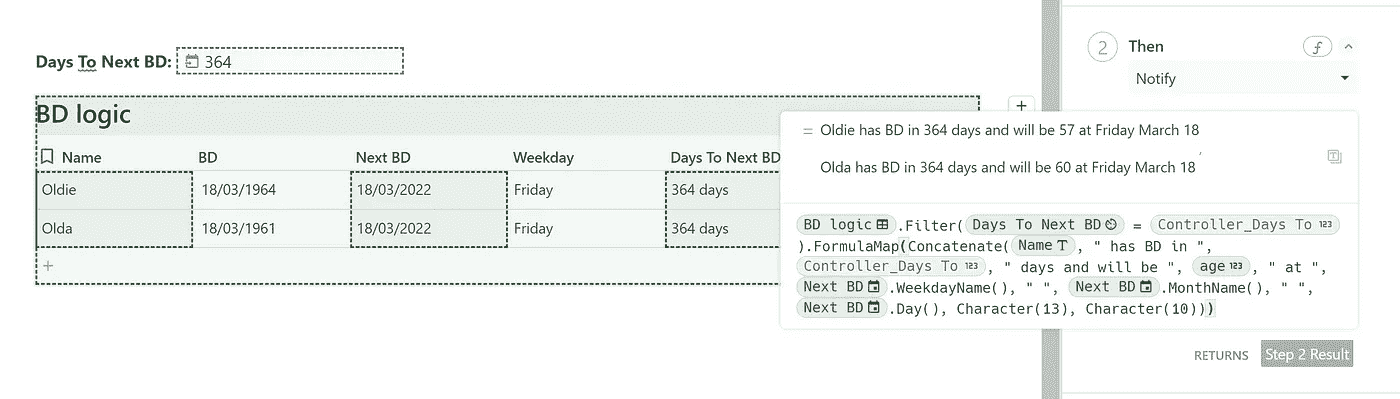 Days To Next BD: 364
BD logic
Name BD Next BD Weekday Days To Next BD
Oldie 18/03/1964 18/03/2022 Friday 364 days
Olda 18/03/1961 18/03/2022 Friday 364 days
+
+
2 Then
Notify
= Oldie has BD in 364 days and will be 57 at Friday March 18
Olda has BD in 364 days and will be 60 at Friday March 18
BD logic.Filter(Days To Next BD = Controller_Days To 123
).FormulaMap(Concatenate(Name T, " has BD in ",
Controller_Days To 123, " days and will be ", age 123, " at ",
Next BD.WeekdayName(), " ", Next BD.MonthName(), " ",
Next BD.Day(), Character(13), Character(10)))
RETURNS Step 2 Result